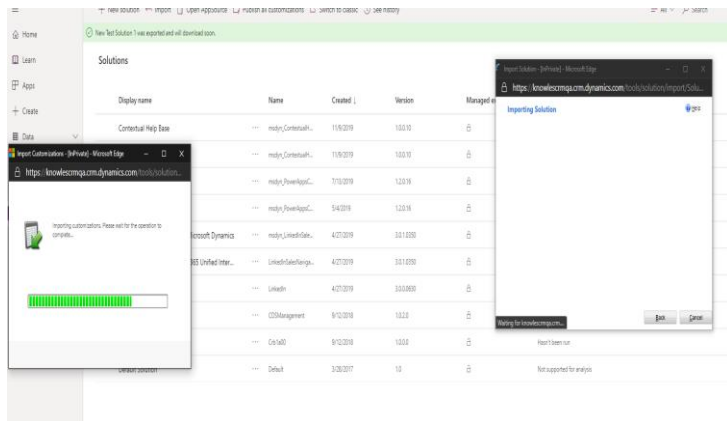 + New solution ← Import Open AppSource Publish all customizations Switch to classic See history
All Search
Home
New Test Solution 1 was exported and will download soon.
Learn
Solutions
Apps
Create
Data
Display name Name Created ↓ Version Managed e
Contextual Help Base ... msdyn_ContextualH... 11/9/2019 1.0.0.10
... msdyn_ContextualH... 11/9/2019 1.0.0.10
... msdyn_PowerAppsC... 7/13/2019 1.2.0.16
... msdyn_PowerAppsC... 5/4/2019 1.2.0.16
icrosoft Dynamics ... msdyn_LinkedInSale... 4/27/2019 3.0.1.0350
365 Unified Inter... ... LinkedInSalesNaviga... 4/27/2019 3.0.1.0350
... LinkedIn 4/27/2019 3.0.0.0630
... CDSManagement 9/12/2018 1.0.2.0
... 9/12/2018 1.0.0.0 Hasn't been run
Default Solution ... Default 3/28/2017 1.0 Not supported for analysis
Import Customizations - [InPrivate] - Microsoft Edge
https://knowlescrmqa.crm.dynamics.com/tools/solution...
Importing customizations. Please wait for the operation to
complete...
Import Solution - [InPrivate] - Microsoft Edge
https://knowlescrmqa.crm.dynamics.com/tools/solution/import/Solu...
Importing Solution Help
Waiting for knowlescrmqa.crm...
Back Cancel